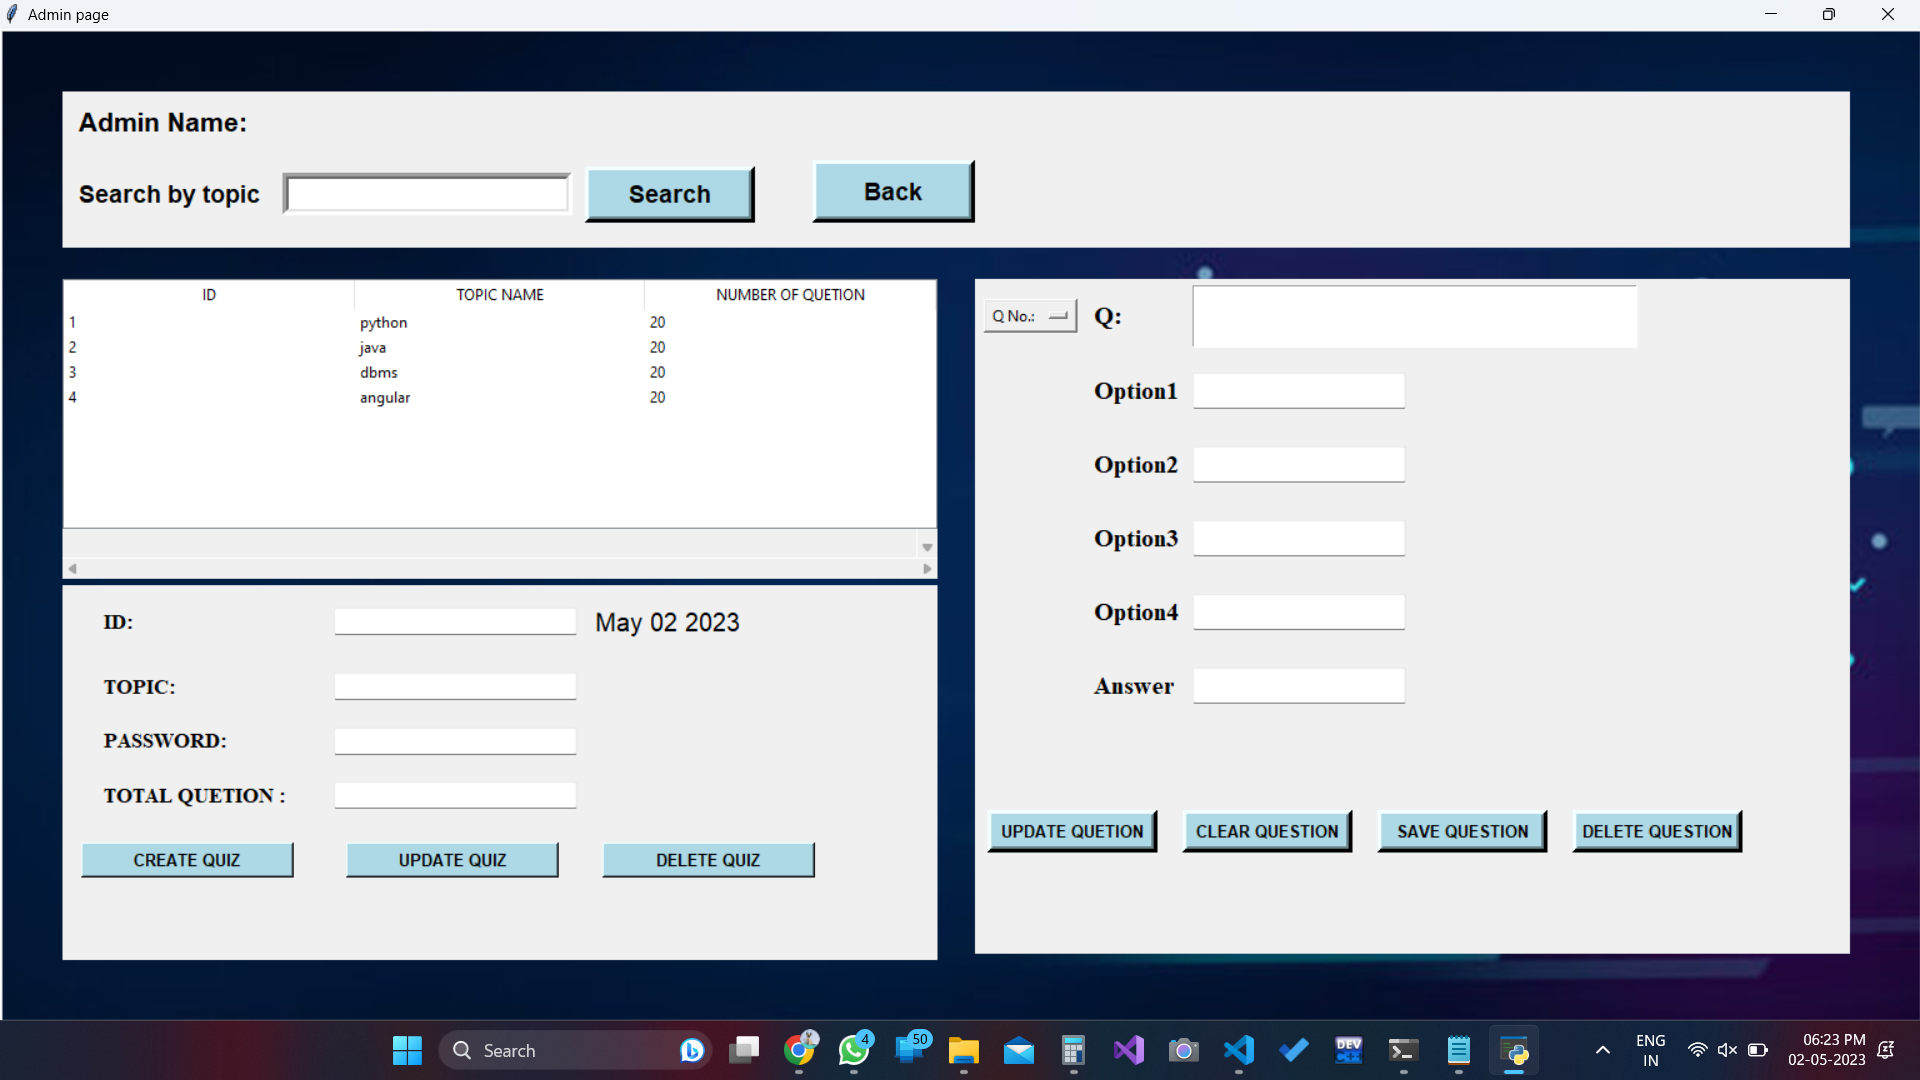 Admin page
Admin Name:
Search by topic
Search
Back
ID TOPIC NAME NUMBER OF QUETION
1 python 20
2 java 20
3 dbms 20
4 angular 20
ID:
May 02 2023
TOPIC:
PASSWORD:
TOTAL QUETION :
CREATE QUIZ
UPDATE QUIZ
DELETE QUIZ
Q No.:
Q:
Option1
Option2
Option3
Option4
Answer
UPDATE QUETION
CLEAR QUESTION
SAVE QUESTION
DELETE QUESTION
Search
Y
4
50
DEV
C++
ENG
IN
06:23 PM
02-05-2023